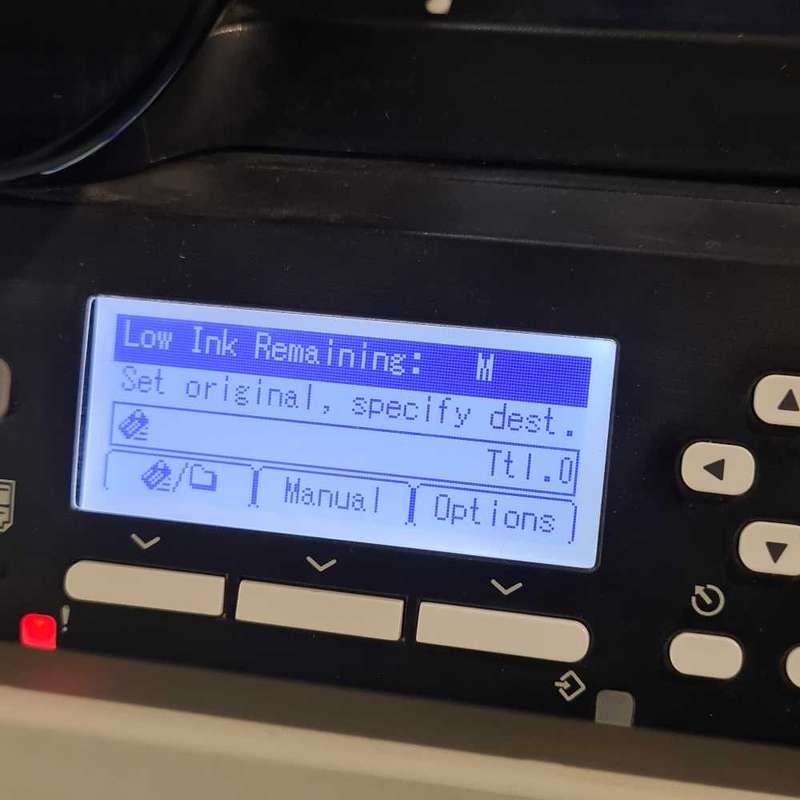 Low Ink Remaining: M
Set original, specify dest.
Ttl.0
Manual
Options
!